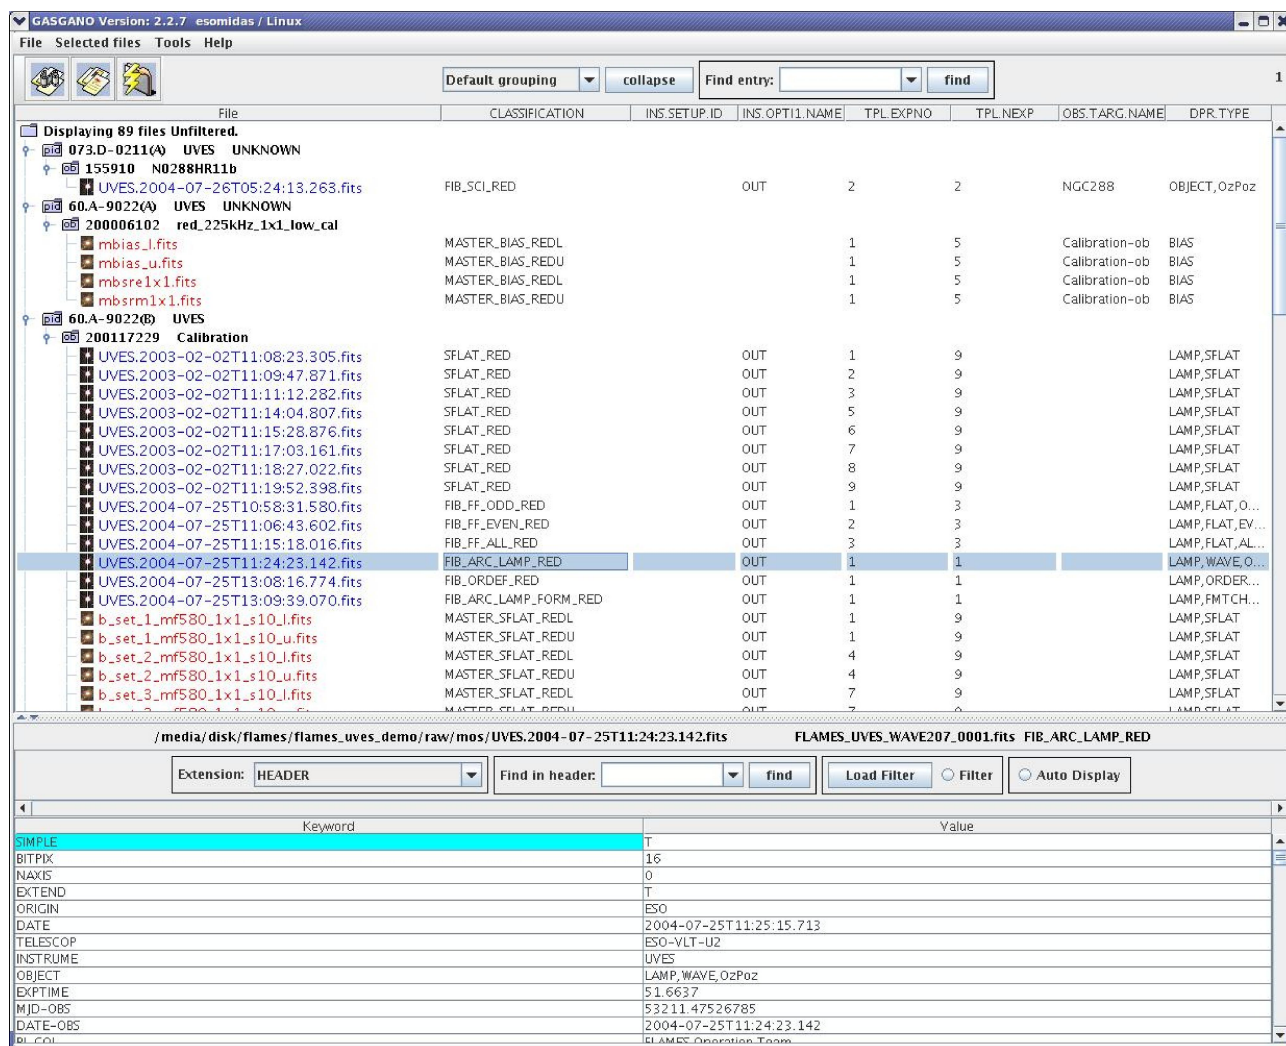 GASGANO Version: 2.2.7 esomidas / Linux
File Selected files Tools Help
Default grouping collapse Find entry: find 1
File CLASSIFICATION INS.SETUP.ID INS.OPTI1.NAME TPL.EXPNO TPL.NEXP OBS.TARG.NAME DPR.TYPE
Displaying 89 files Unfiltered.
pid 073.D-0211(A) UVES UNKNOWN
ob 155910 N0288HR11b
UVES.2004-07-26T05:24:13.263.fits FIB_SCI_RED OUT 2 2 NGC288 OBJECT,OzPoz
pid 60.A-9022(A) UVES UNKNOWN
ob 200006102 red_225kHz_1x1_low_cal
mbias_l.fits MASTER_BIAS_REDL 1 5 Calibration-ob BIAS
mbias_u.fits MASTER_BIAS_REDU 1 5 Calibration-ob BIAS
mbsre1x1.fits MASTER_BIAS_REDL 1 5 Calibration-ob BIAS
mbsrm1x1.fits MASTER_BIAS_REDU 1 5 Calibration-ob BIAS
pid 60.A-9022(B) UVES
ob 200117229 Calibration
UVES.2003-02-02T11:08:23.305.fits SFLAT_RED OUT 1 9 LAMP,SFLAT
UVES.2003-02-02T11:09:47.871.fits SFLAT_RED OUT 2 9 LAMP,SFLAT
UVES.2003-02-02T11:11:12.282.fits SFLAT_RED OUT 3 9 LAMP,SFLAT
UVES.2003-02-02T11:14:04.807.fits SFLAT_RED OUT 5 9 LAMP,SFLAT
UVES.2003-02-02T11:15:28.876.fits SFLAT_RED OUT 6 9 LAMP,SFLAT
UVES.2003-02-02T11:17:03.161.fits SFLAT_RED OUT 7 9 LAMP,SFLAT
UVES.2003-02-02T11:18:27.022.fits SFLAT_RED OUT 8 9 LAMP,SFLAT
UVES.2003-02-02T11:19:52.398.fits SFLAT_RED OUT 9 9 LAMP,SFLAT
UVES.2004-07-25T10:58:31.580.fits FIB_FF_ODD_RED OUT 1 3 LAMP,FLAT,O...
UVES.2004-07-25T11:06:43.602.fits FIB_FF_EVEN_RED OUT 2 3 LAMP,FLAT,EV...
UVES.2004-07-25T11:15:18.016.fits FIB_FF_ALL_RED OUT 3 3 LAMP,FLAT,AL...
UVES.2004-07-25T11:24:23.142.fits FIB_ARC_LAMP_RED OUT 1 1 LAMP,WAVE,O...
UVES.2004-07-25T13:08:16.774.fits FIB_ORDEF_RED OUT 1 1 LAMP,ORDER...
UVES.2004-07-25T13:09:39.070.fits FIB_ARC_LAMP_FORM_RED OUT 1 1 LAMP,FMTCH...
b_set_1_mf580_1x1_s10_l.fits MASTER_SFLAT_REDL OUT 1 9 LAMP,SFLAT
b_set_1_mf580_1x1_s10_u.fits MASTER_SFLAT_REDU OUT 1 9 LAMP,SFLAT
b_set_2_mf580_1x1_s10_l.fits MASTER_SFLAT_REDL OUT 4 9 LAMP,SFLAT
b_set_2_mf580_1x1_s10_u.fits MASTER_SFLAT_REDU OUT 4 9 LAMP,SFLAT
b_set_3_mf580_1x1_s10_l.fits MASTER_SFLAT_REDL OUT 7 9 LAMP,SFLAT
/media/disk/flames/flames_uves_demo/raw/mos/UVES.2004-07-25T11:24:23.142.fits FLAMES_UVES_WAVE207_0001.fits FIB_ARC_LAMP_RED
Extension: HEADER Find in header: find Load Filter Filter Auto Display
Keyword Value
SIMPLE T
BITPIX 16
NAXIS 0
EXTEND T
ORIGIN ESO
DATE 2004-07-25T11:25:15.713
TELESCOP ESO-VLT-U2
INSTRUME UVES
OBJECT LAMP,WAVE,OzPoz
EXPTIME 51.6637
MJD-OBS 53211.47526785
DATE-OBS 2004-07-25T11:24:23.142
PI-COI FLAMES Operation Team